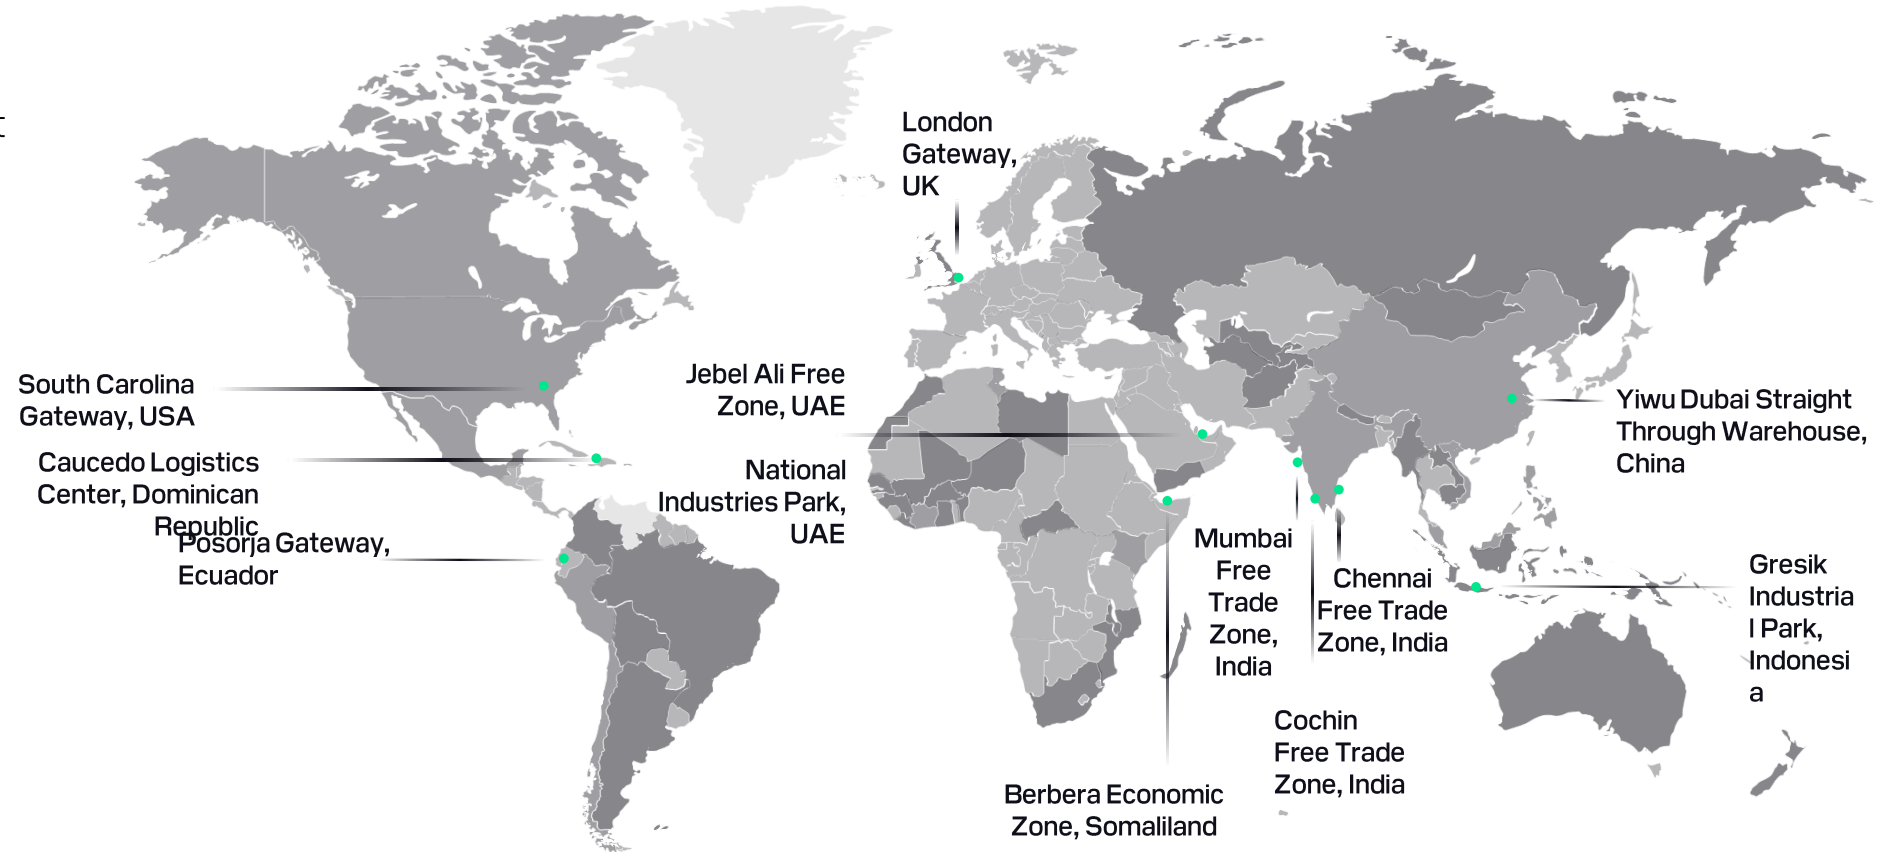 London
Gateway,
UK
South Carolina
Gateway, USA
Caucedo Logistics
Center, Dominican
Republic
Posorja Gateway,
Ecuador
Jebel Ali Free
Zone, UAE
National
Industries Park,
UAE
Mumbai
Free
Trade
Zone,
India
Chennai
Free Trade
Zone, India
Cochin
Free Trade
Zone, India
Berbera Economic
Zone, Somaliland
Yiwu Dubai Straight
Through Warehouse,
China
Gresik
Industria
l Park,
Indonesi
a